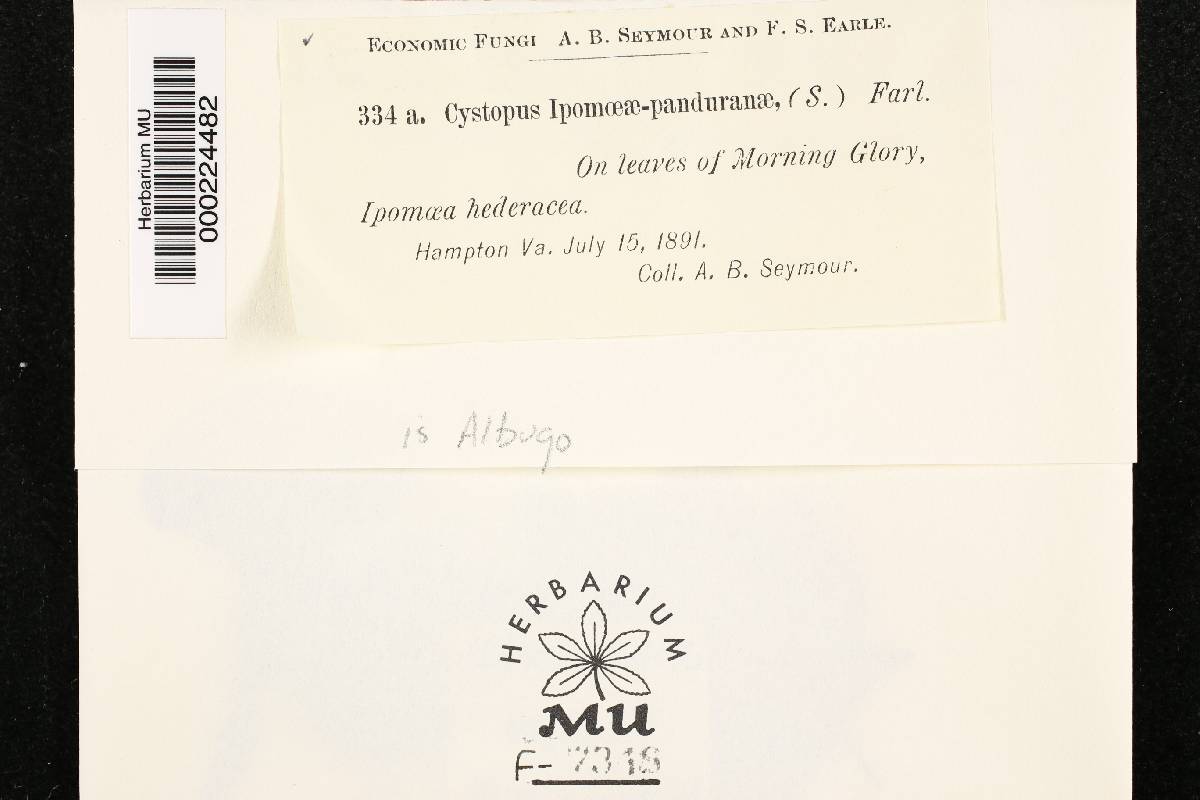 Herbarium MU
000224482
✓ Economic Fungi A. B. Seymour and F. S. Earle.
334 a. Cystopus Ipomœæ-panduranæ, (S.) Farl.
On leaves of Morning Glory,
Ipomœa hederacea.
Hampton Va. July 15, 1891.
Coll. A. B. Seymour.
is Albugo
HERBARIUM
MU
F-